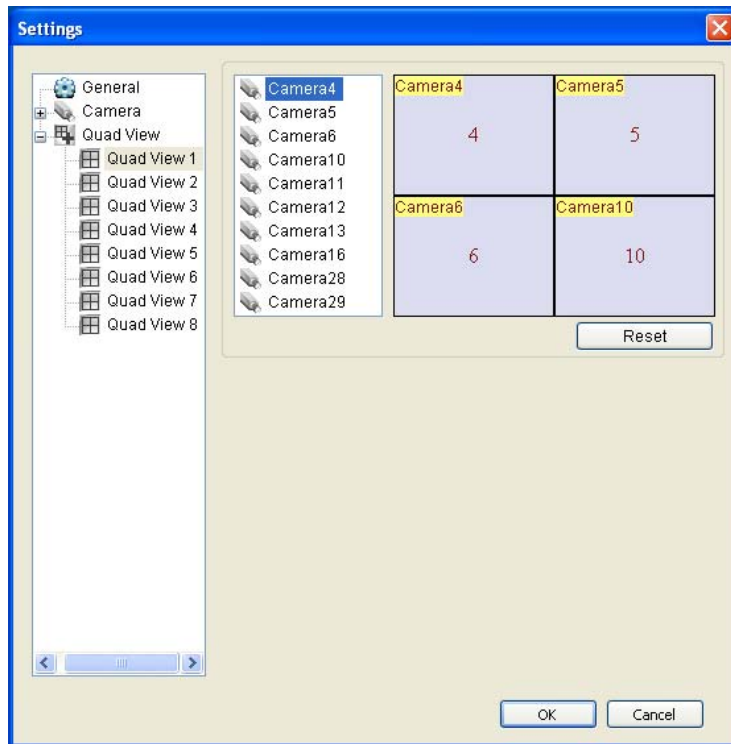 Settings
General
Camera
Quad View
Quad View 1
Quad View 2
Quad View 3
Quad View 4
Quad View 5
Quad View 6
Quad View 7
Quad View 8
Camera4
Camera5
Camera6
Camera10
Camera11
Camera12
Camera13
Camera16
Camera28
Camera29
Camera4
4
Camera5
5
Camera6
6
Camera10
10
Reset
OK
Cancel